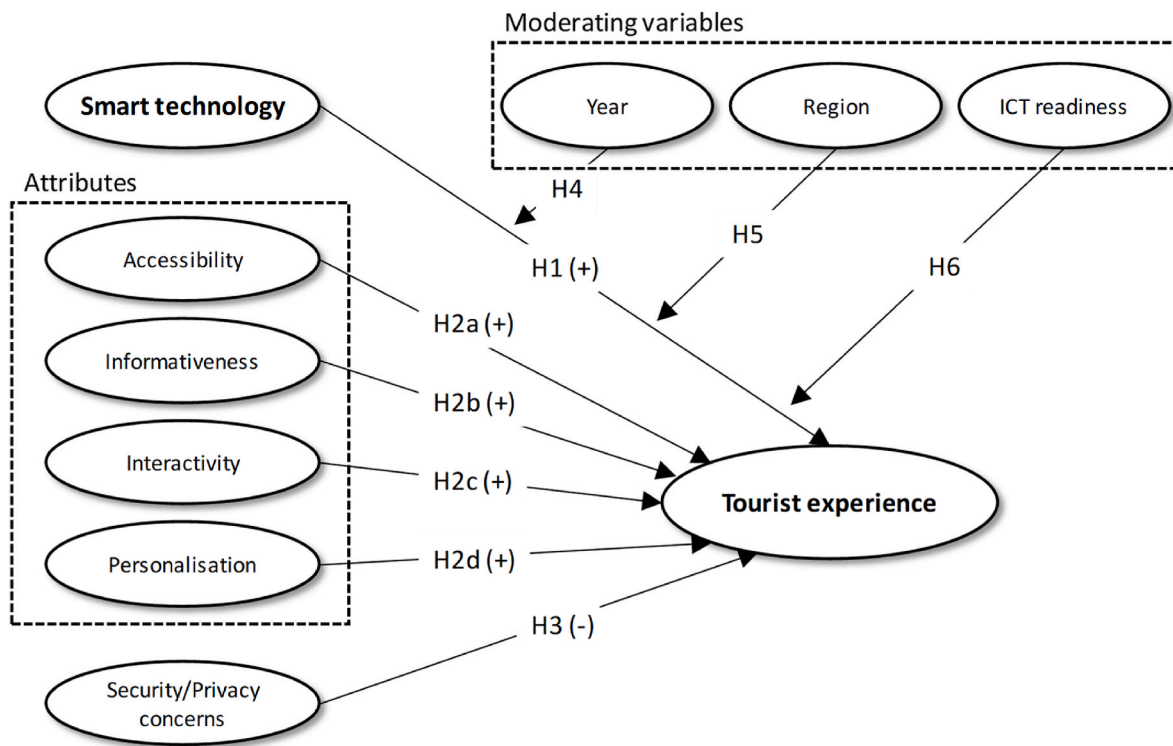 Moderating variables
Smart technology
Year
Region
ICT readiness
Attributes
H4
Accessibility
H5
H1 (+)
H6
H2a (+)
Informativeness
H2b (+)
Interactivity
H2c (+)
Tourist experience
Personalisation
H2d (+)
H3 (-)
Security/Privacy
concerns